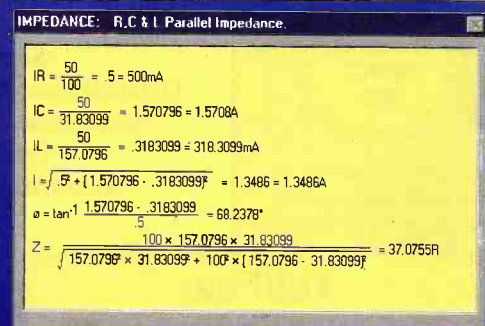 IMPEDANCE: R,C & L Parallel Impedance.
IR = 50/100 = .5 = 500mA
IC = 50/31.83099 = 1.570796 = 1.5708A
IL = 50/157.0796 = .3183099 = 318.3099mA
I = √.5² + (1.570796 - .3183099)² = 1.3486 = 1.3486A
ø = tan⁻¹ 1.570796 - .3183099/.5 = 68.2378°
Z = 100 x 157.0796 x 31.83099/√157.0796² x 31.83099² + 100² x (157.0796 - 31.83099)² = 37.0755R